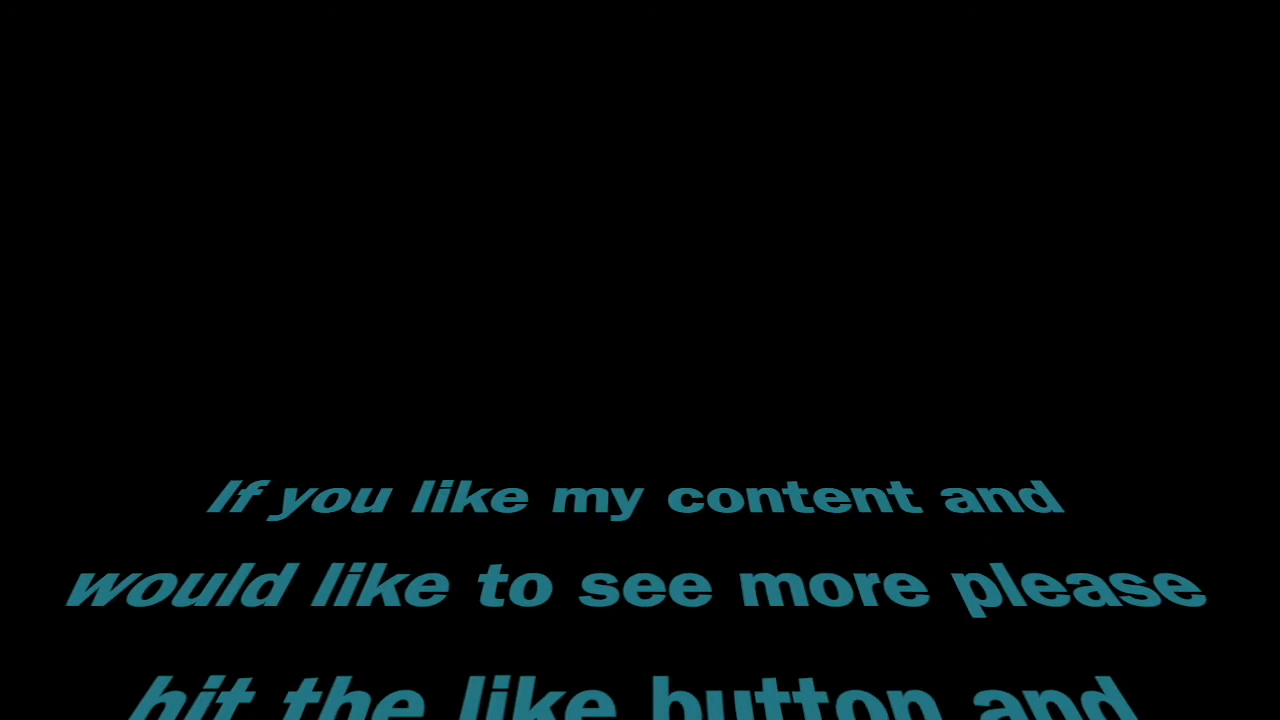 If you like my content and
would like to see more please
hit the like button and